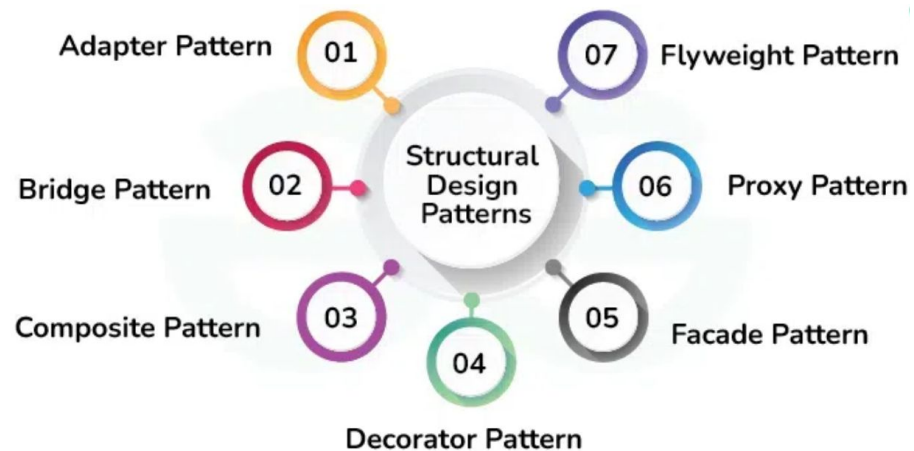 Adapter Pattern
01
07
Flyweight Pattern
Structural
Design
Patterns
Bridge Pattern
02
06
Proxy Pattern
Composite Pattern
03
05
Facade Pattern
04
Decorator Pattern